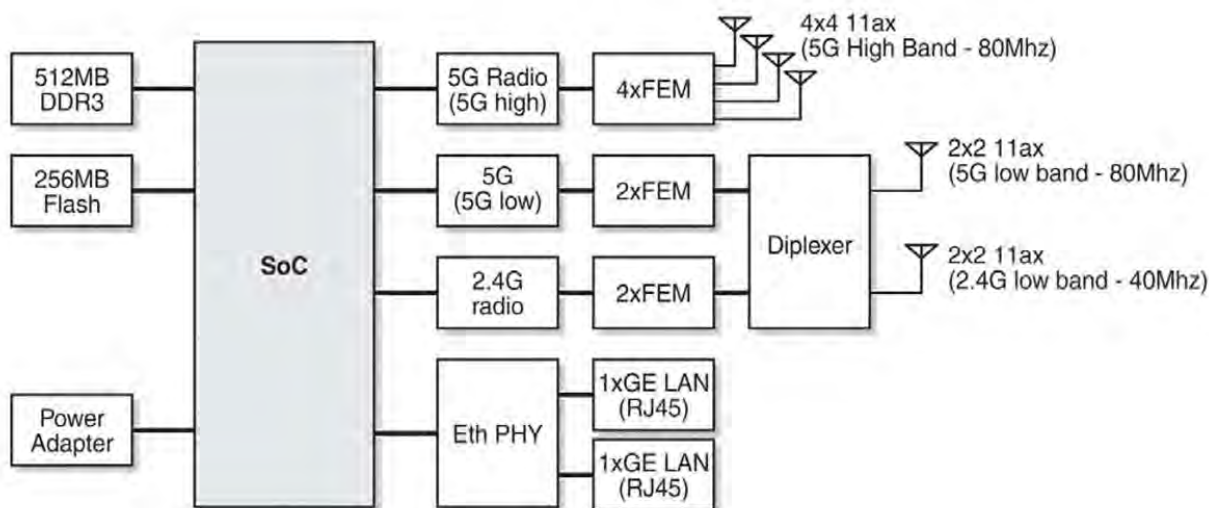 512MB
DDR3
256MB
Flash
Power
Adapter
SoC
5G Radio
(5G high)
4xFEM
4x4 11ax
(5G High Band - 80Mhz)
5G
(5G low)
2xFEM
2.4G
radio
2xFEM
Diplexer
2x2 11ax
(5G low band - 80Mhz)
2x2 11ax
(2.4G low band - 40Mhz)
Eth PHY
1xGE LAN
(RJ45)
1xGE LAN
(RJ45)